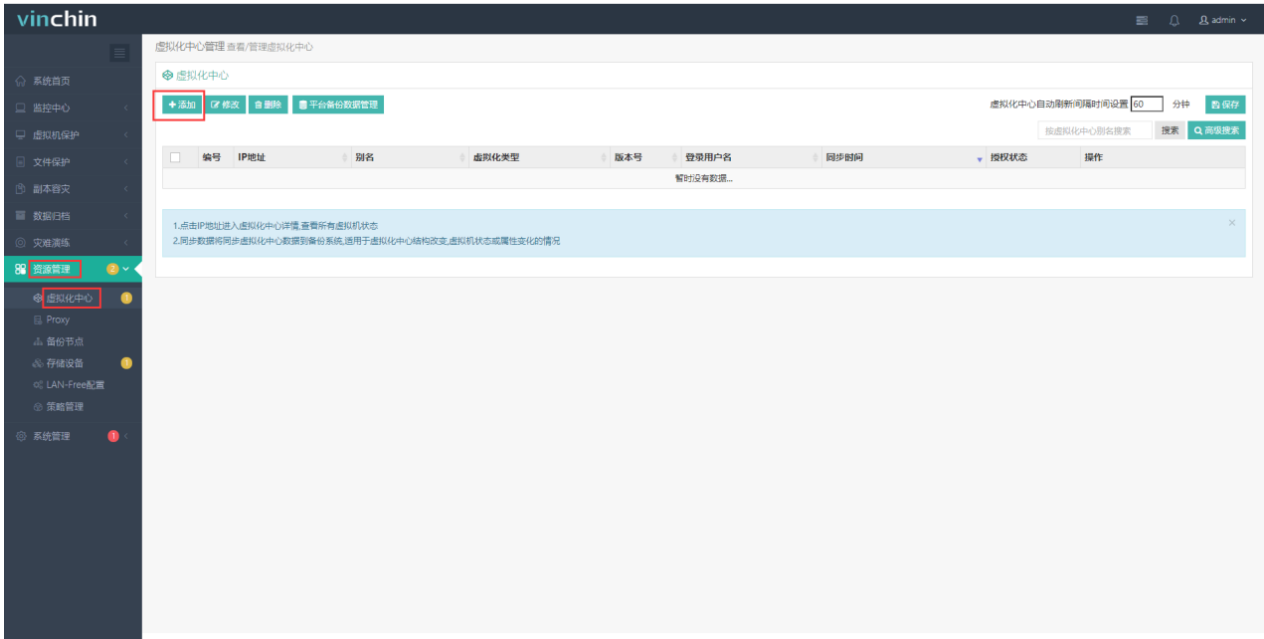 vinchin
admin
虚拟化中心管理 查看/管理虚拟化中心
系统首页
监控中心
虚拟机保护
文件保护
副本容灾
数据归档
灾难演练
资源管理 2
虚拟化中心 1
Proxy
备份节点
存储设备 1
LAN-Free配置
策略管理
系统管理 1
虚拟化中心
添加 修改 删除 平台备份数据管理 虚拟化中心自动刷新间隔时间设置 60 分钟 保存
按虚拟化中心别名搜索 搜索 高级搜索
编号 IP地址 别名 虚拟化类型 版本号 登录用户名 同步时间 授权状态 操作
暂时没有数据...
1.点击IP地址进入虚拟化中心详情,查看所有虚拟机状态
2.同步数据将同步虚拟化中心数据到备份系统,适用于虚拟化中心结构改变,虚拟机状态或属性变化的情况